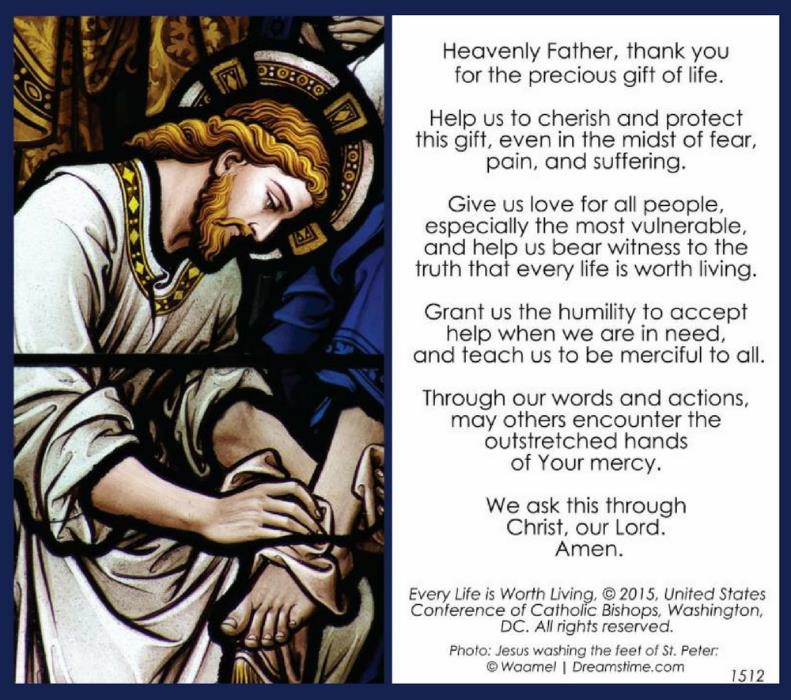 Heavenly Father, thank you
for the precious gift of life.
Help us to cherish and protect
this gift, even in the midst of fear,
pain, and suffering.
Give us love for all people,
especially the most vulnerable,
and help us bear witness to the
truth that every life is worth living.
Grant us the humility to accept
help when we are in need,
and teach us to be merciful to all.
Through our words and actions,
may others encounter the
outstretched hands
of Your mercy.
We ask this through
Christ, our Lord.
Amen.
Every Life is Worth Living, © 2015, United States
Conference of Catholic Bishops, Washington,
DC. All rights reserved.
Photo: Jesus washing the feet of St. Peter:
© Waamel | Dreamstime.com
1512